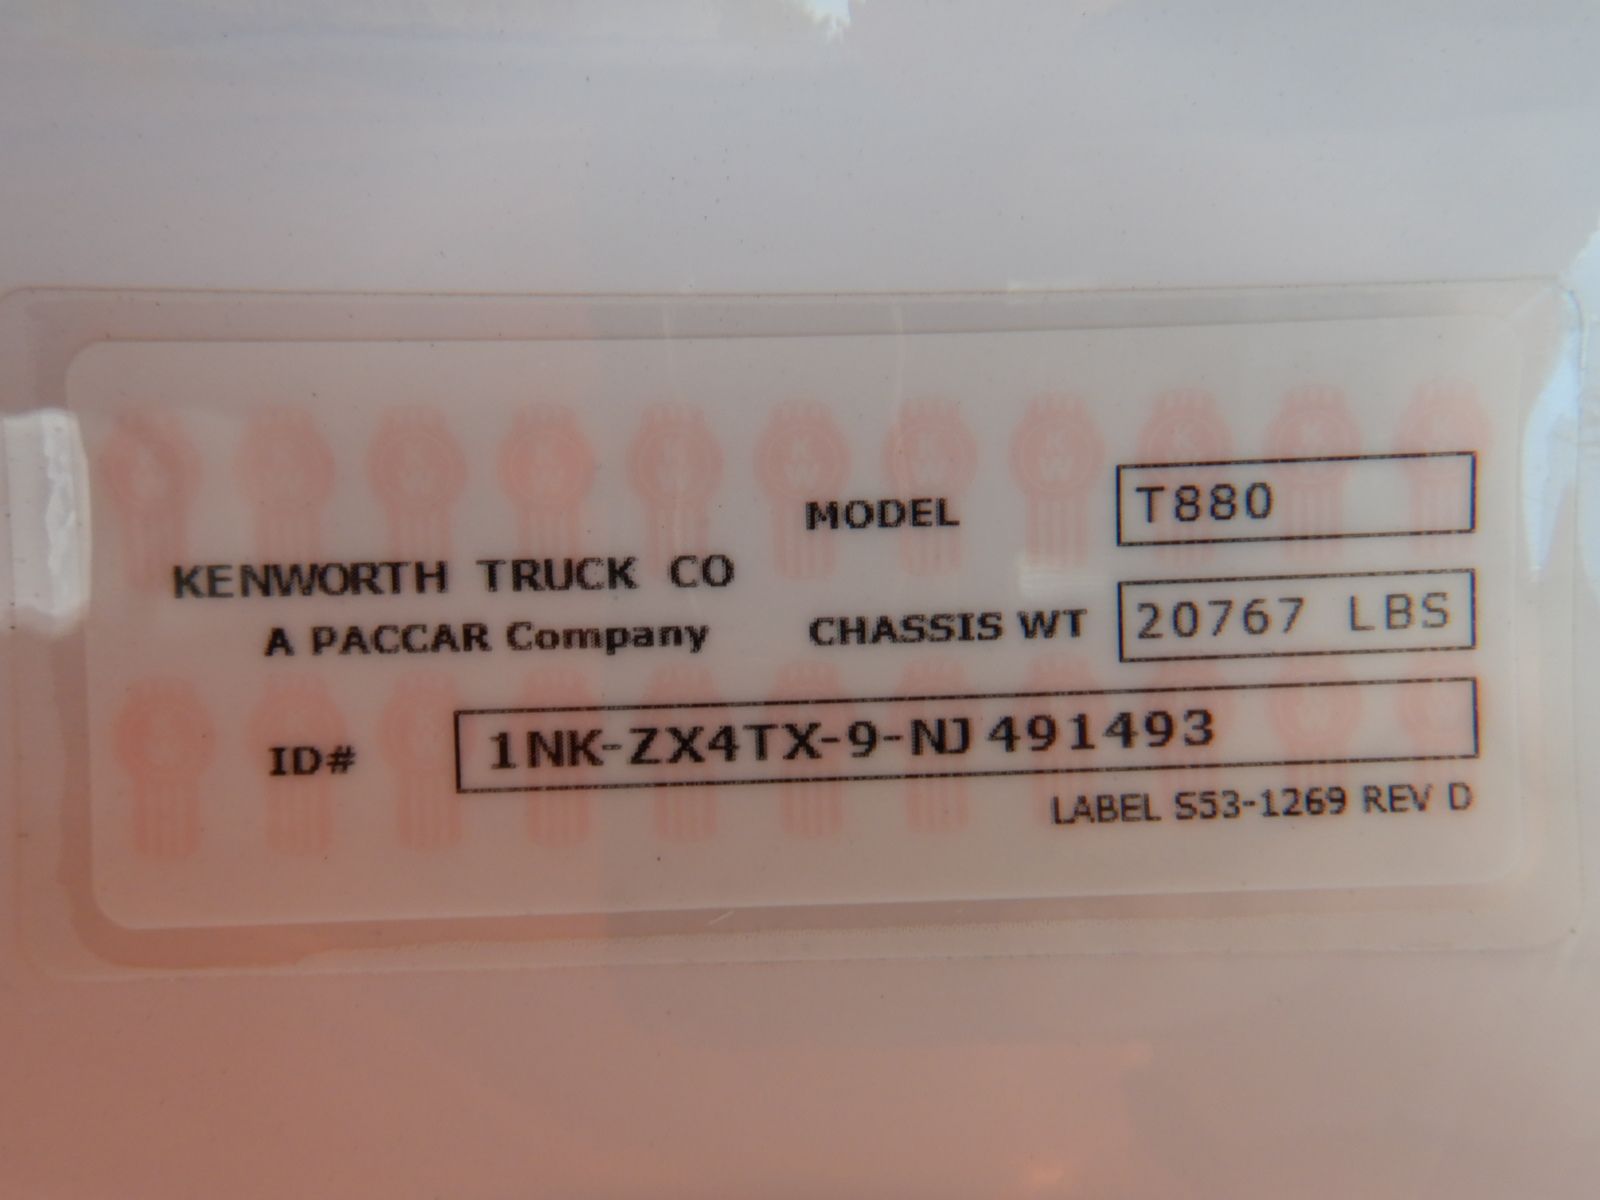 MODEL T880
KENWORTH TRUCK CO
A PACCAR Company
CHASSIS WT 20767 LBS
ID# 1NK-ZX4TX-9-NJ491493
LABEL S53-1269 REV D